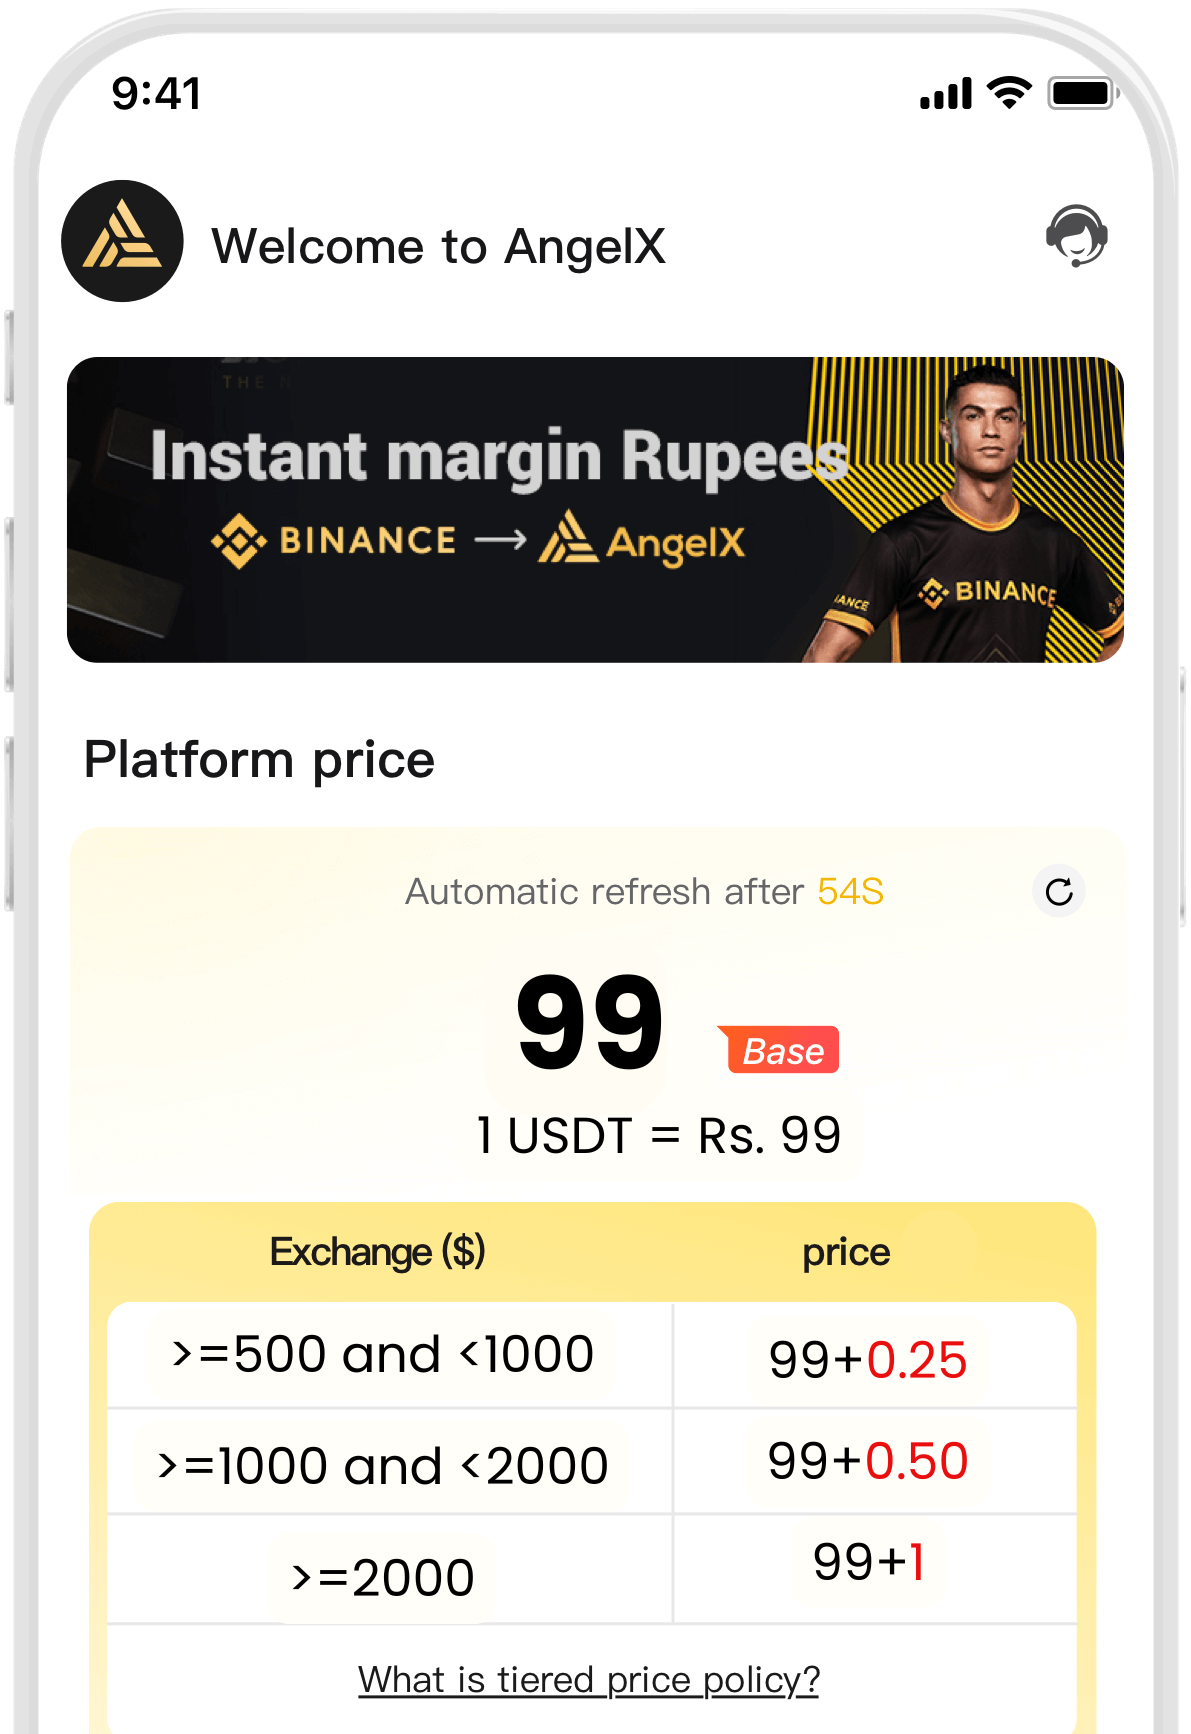 9:41
Welcome to AngelX
THE N
Instant margin Rupees
BINANCE → AngelX
BINANCE
ANCE
Platform price
Automatic refresh after 54S
99
Base
1 USDT = Rs. 99
Exchange ($) price
>=500 and <1000 99+0.25
>=1000 and <2000 99+0.50
>=2000 99+1
What is tiered price policy?